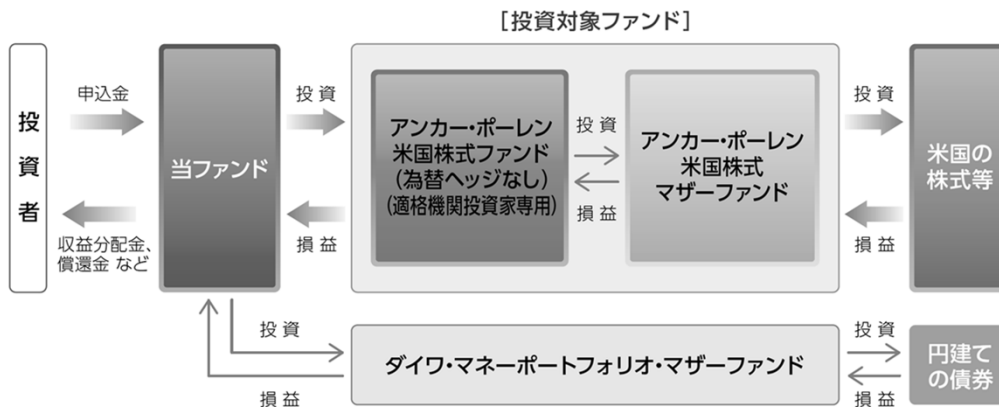 [投資対象ファンド]
投資者
申込金
収益分配金、
償還金 など
当ファンド
投資
損益
アンカー・ポーレン
米国株式ファンド
(為替ヘッジなし)
(適格機関投資家専用)
投資
損益
アンカー・ポーレン
米国株式
マザーファンド
投資
損益
米国の
株式等
投資
損益
ダイワ・マネーポートフォリオ・マザーファンド
投資
損益
円建て
の債券